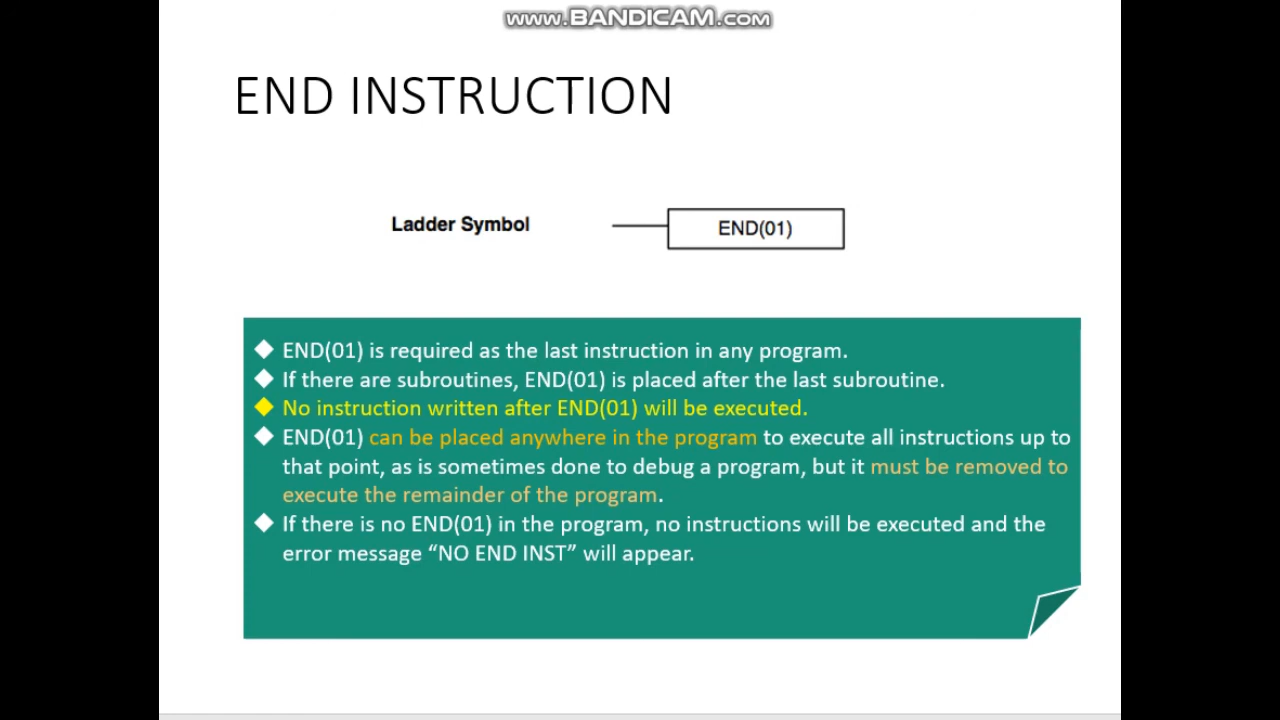 www.BANDICAM.com
END INSTRUCTION
Ladder Symbol
END(01)
END(01) is required as the last instruction in any program.
If there are subroutines, END(01) is placed after the last subroutine.
No instruction written after END(01) will be executed.
END(01) can be placed anywhere in the program to execute all instructions up to
that point, as is sometimes done to debug a program, but it must be removed to
execute the remainder of the program.
If there is no END(01) in the program, no instructions will be executed and the
error message “NO END INST” will appear.